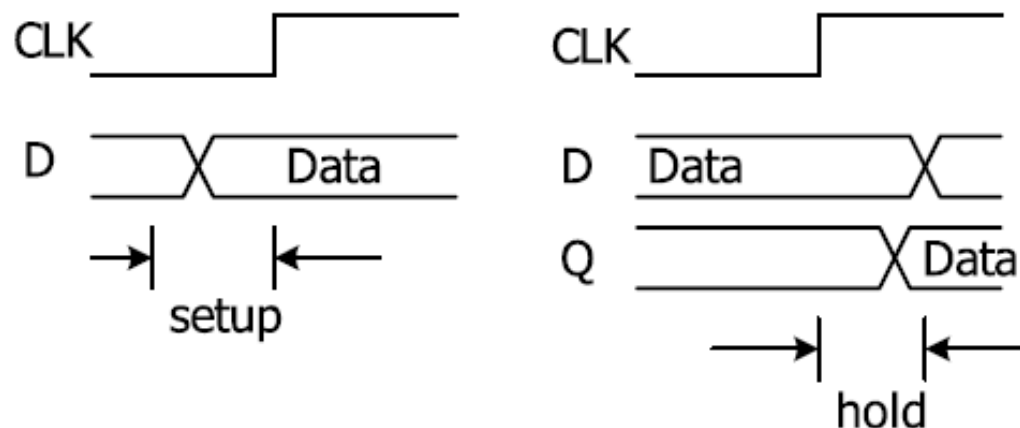 CLK
D Data
setup
CLK
D Data
Q Data
hold